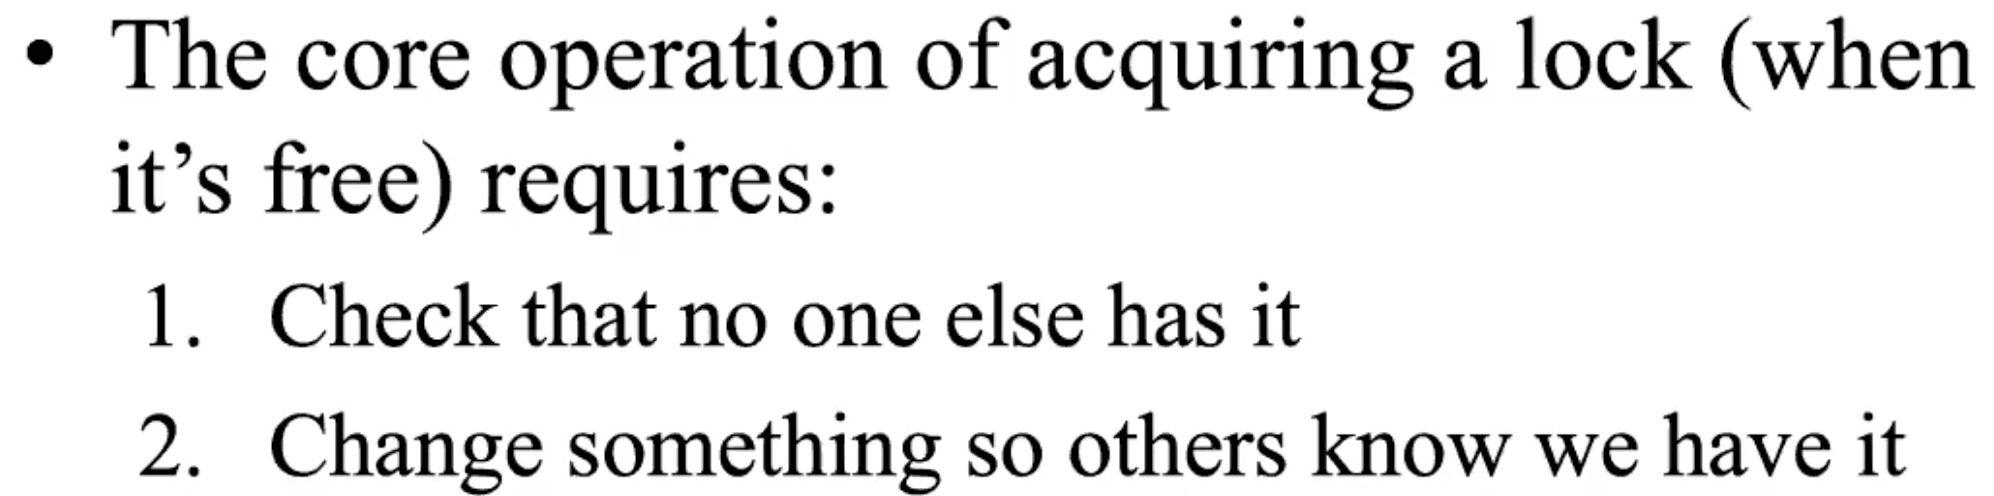 • The core operation of acquiring a lock (when
it’s free) requires:
1. Check that no one else has it
2. Change something so others know we have it